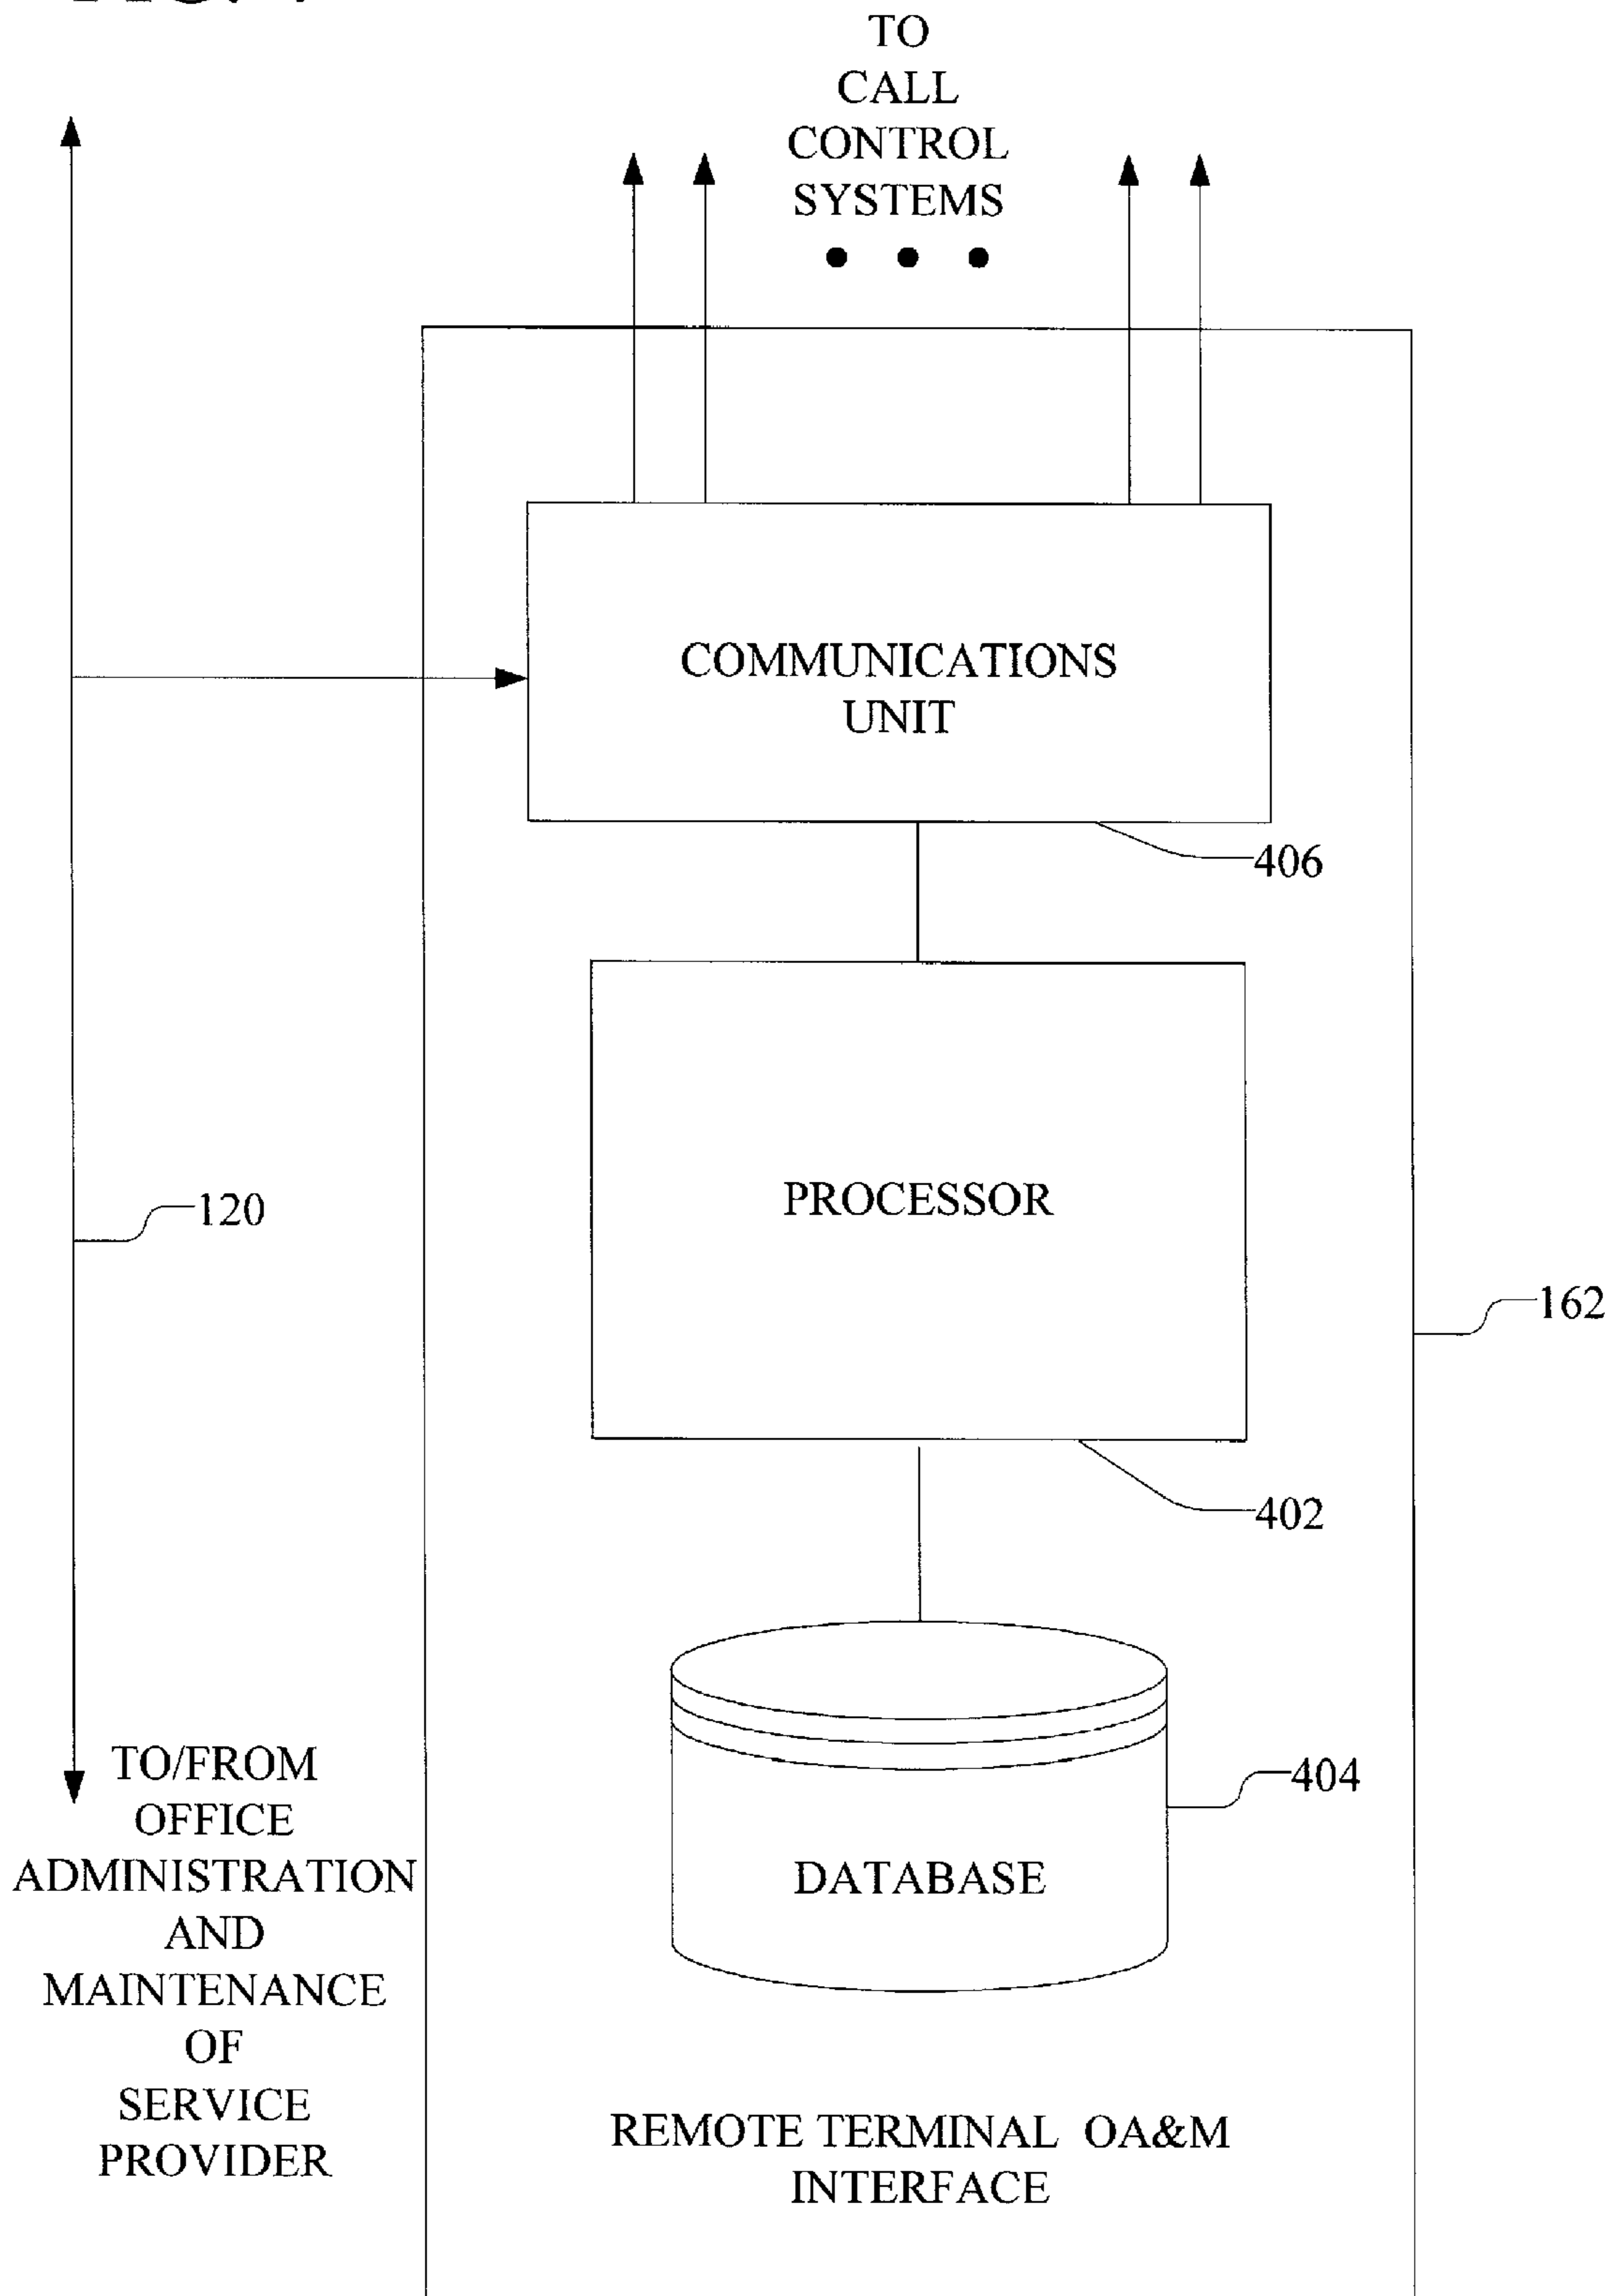 TO
CALL
CONTROL
SYSTEMS
COMMUNICATIONS
UNIT
406
PROCESSOR
120
162
402
404
DATABASE
TO/FROM
OFFICE
ADMINISTRATION
AND
MAINTENANCE
OF
SERVICE
PROVIDER
REMOTE TERMINAL OA&M
INTERFACE